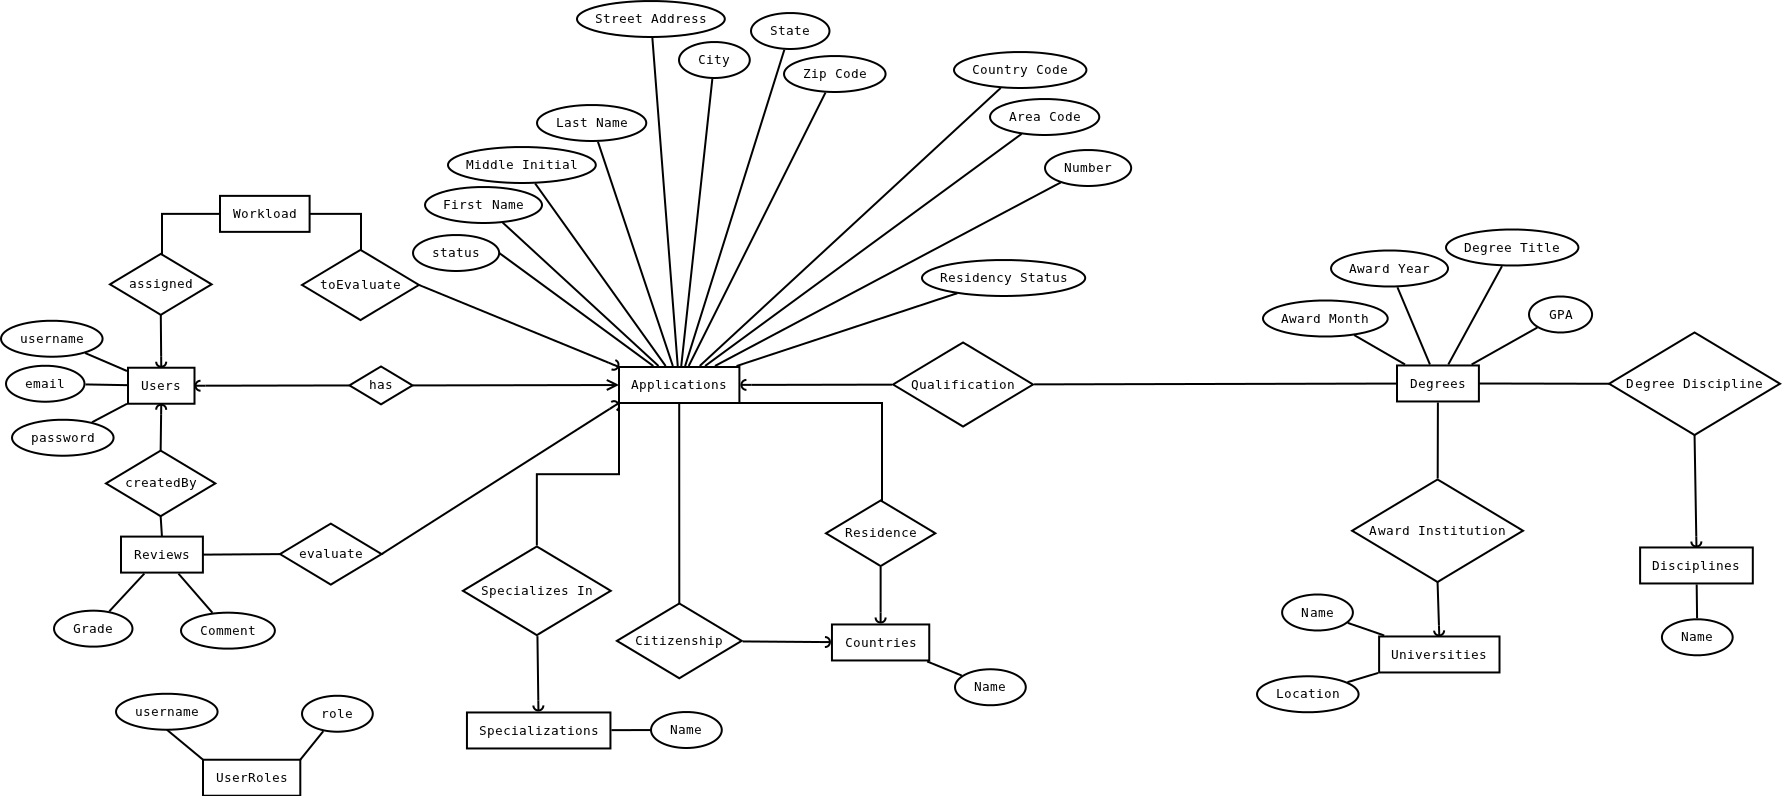 Street Address
State
City
Zip Code
Country Code
Area Code
Last Name
Middle Initial
Number
First Name
Workload
status
Degree Title
Award Year
Residency Status
assigned
toEvaluate
Award Month
GPA
username
email
Users
has
Applications
Qualification
Degrees
Degree Discipline
password
createdBy
Reviews
evaluate
Residence
Award Institution
Disciplines
Specializes In
Grade
Comment
Citizenship
Countries
Name
Name
Universities
Name
Location
username
role
Specializations
Name
UserRoles